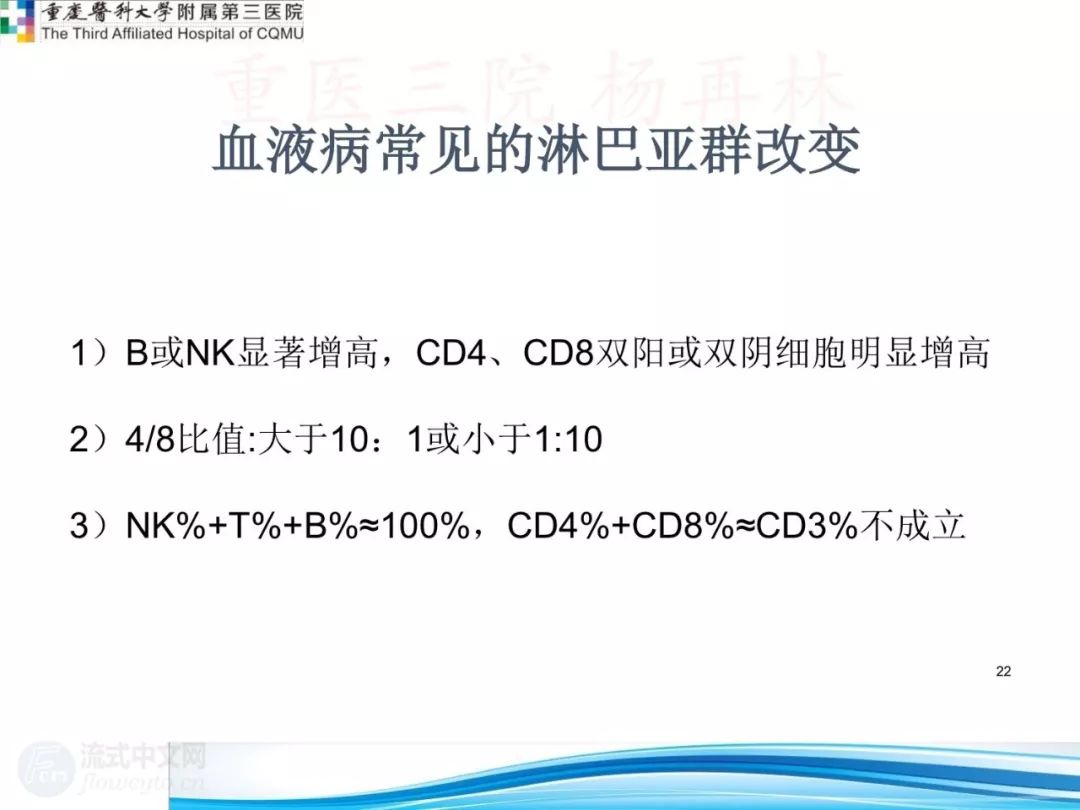 重庆醫科大学附属第三医院
The Third Affiliated Hospital of CQMU
重医三院 杨再林
血液病常见的淋巴亚群改变
1）B或NK显著增高，CD4、CD8双阳或双阴细胞明显增高
2）4/8比值:大于10：1或小于1:10
3）NK%+T%+B%≈100%，CD4%+CD8%≈CD3%不成立
22
流式中文网
flowcyto.cn